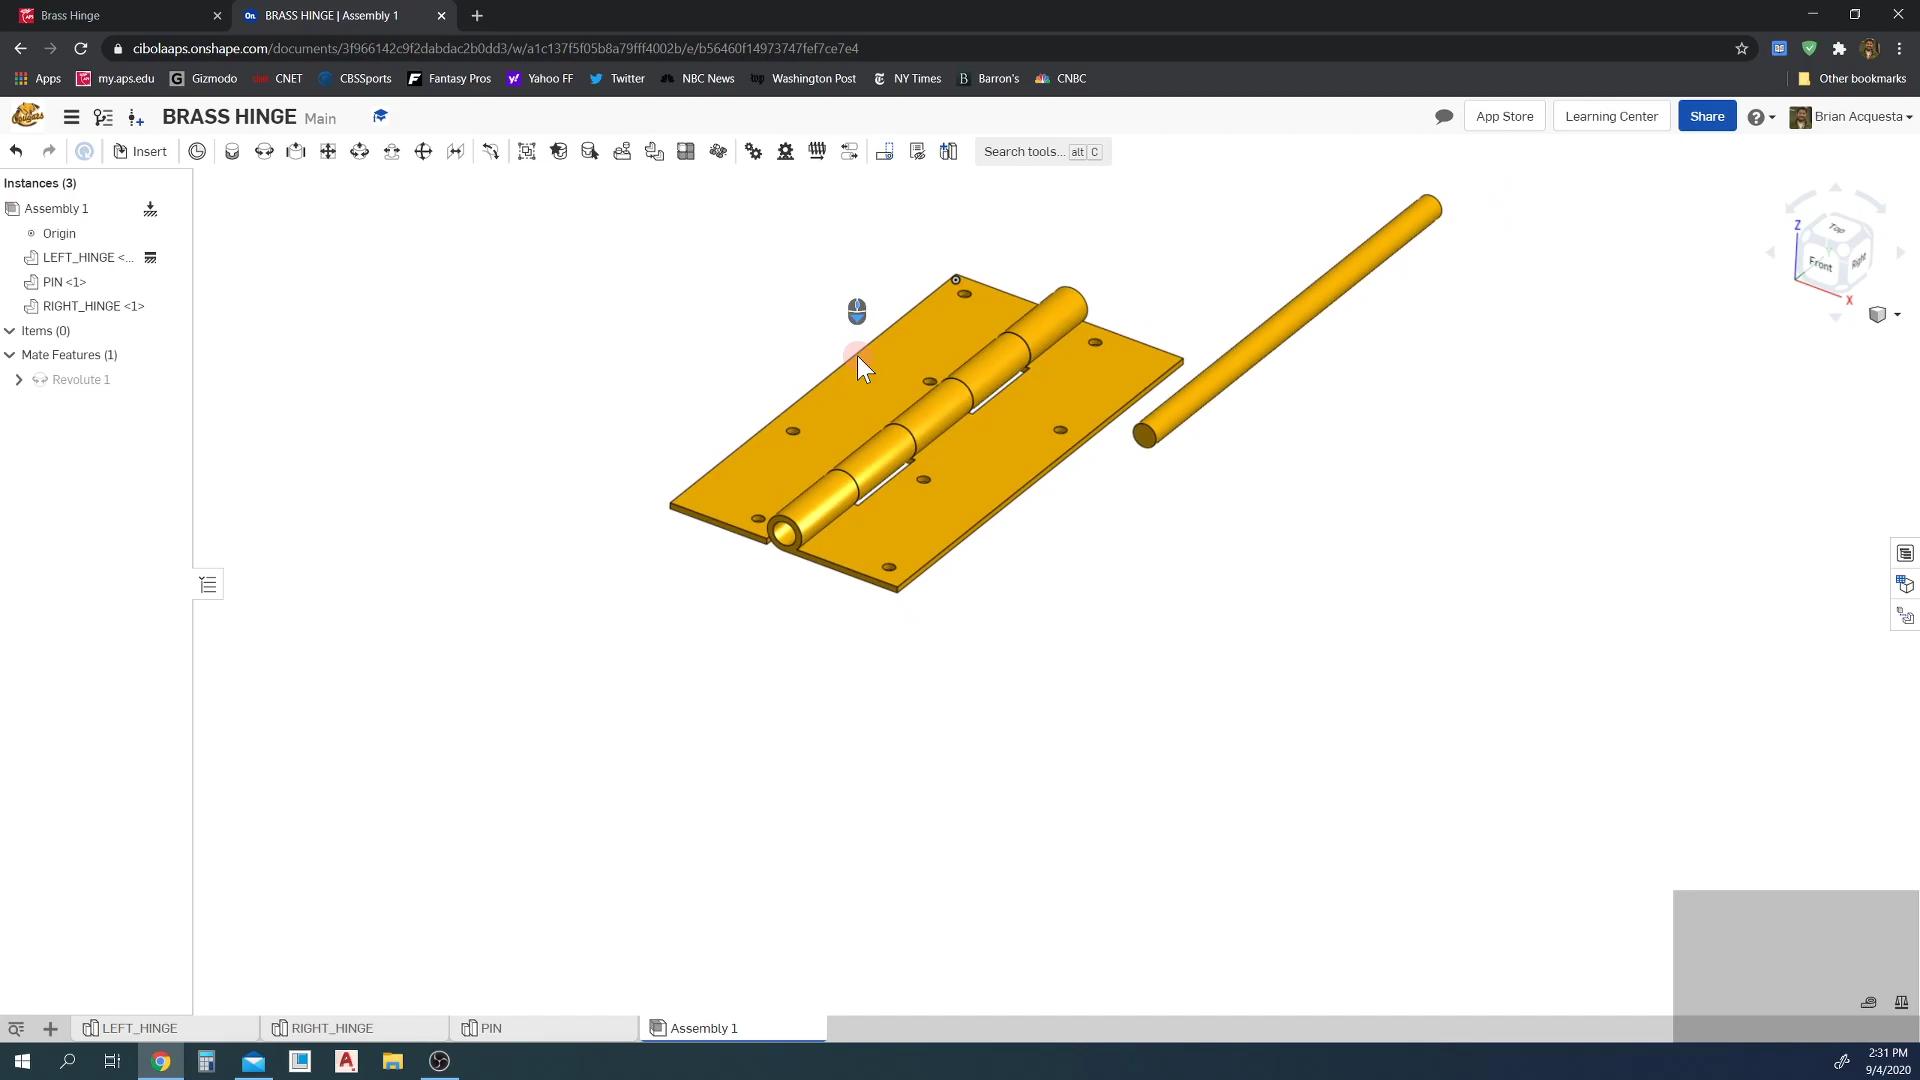 Brass Hinge
On BRASS HINGE | Assembly 1
cibolaaps.onshape.com/documents/3f966142c9f2dabdac2b0dd3/w/a1c137f5f05b8a79fff4002b/e/b56460f14973747fef7ce7e4
Apps my.aps.edu G Gizmodo CNET CBSSports Fantasy Pros Yahoo FF Twitter NBC News Washington Post NY Times B Barron's CNBC Other bookmarks
Cougars BRASS HINGE Main App Store Learning Center Share Brian Acquesta
Insert Search tools... alt C
Instances (3)
Assembly 1
Origin
LEFT_HINGE <...
PIN <1>
RIGHT_HINGE <1>
Items (0)
Mate Features (1)
Revolute 1
Z Top Front Right X
LEFT_HINGE RIGHT_HINGE PIN Assembly 1
2:31 PM
9/4/2020